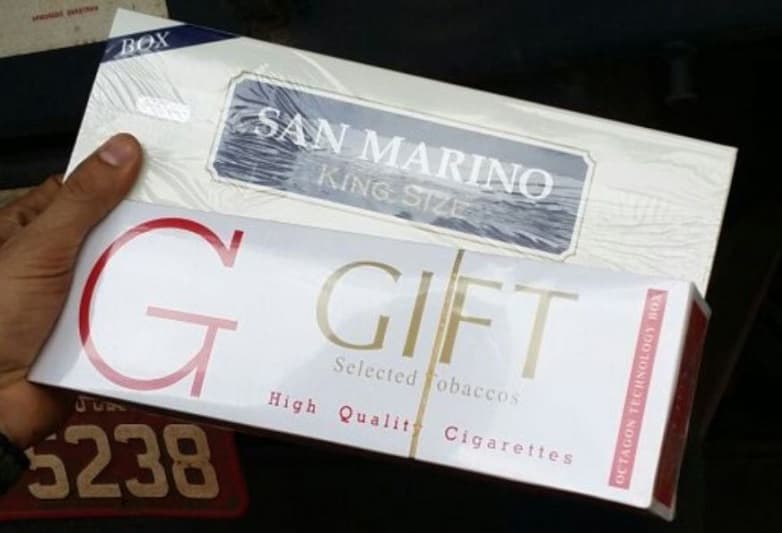 BOX
SAN MARINO
KING SIZE
G
GIFT
Selected Tobaccos
High Quality Cigarettes
OCTAGON TECHNOLOGY BOX
5238